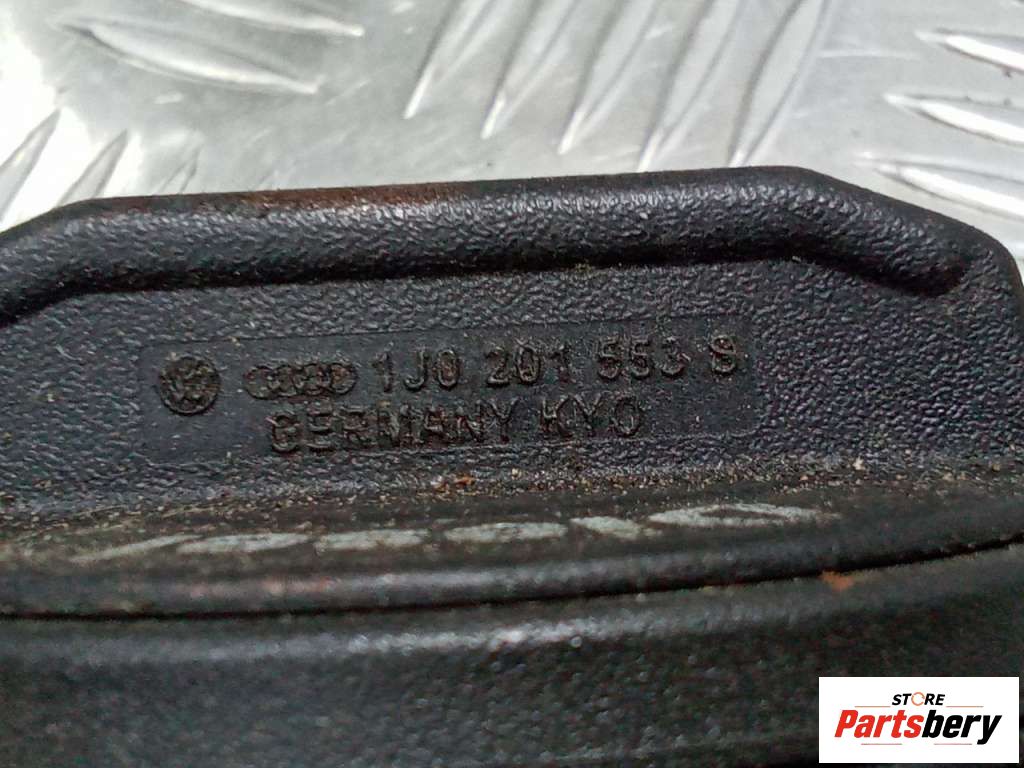 1J0 201 553 S
GERMANY KYO
STORE
Partsbery